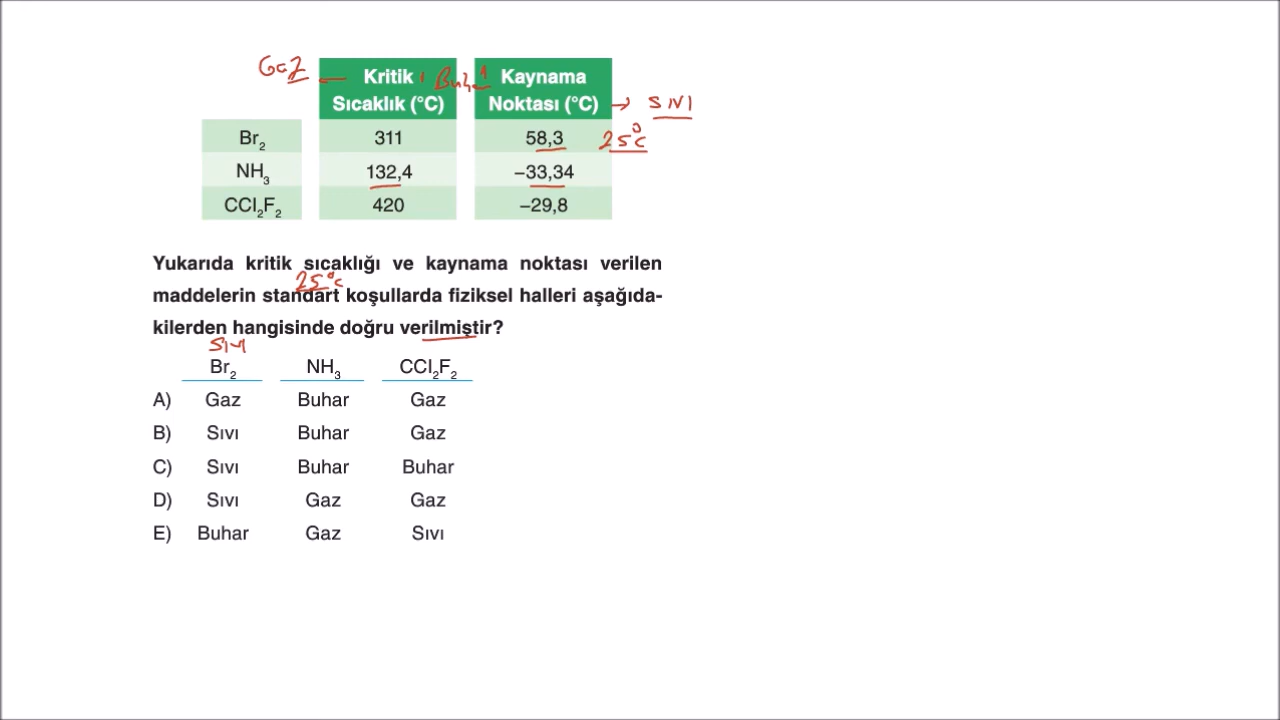 Gaz
Kritik
Sıcaklık (°C)
Buhar
Kaynama
Noktası (°C)
sıvı
Br₂ 311 58,3 25°C
NH₃ 132,4 −33,34
CCl₂F₂ 420 −29,8
Yukarıda kritik sıcaklığı ve kaynama noktası verilen
25°C
maddelerin standart koşullarda fiziksel halleri aşağıda-
kilerden hangisinde doğru verilmiştir?
Sıvı
Br₂ NH₃ CCl₂F₂
A) Gaz Buhar Gaz
B) Sıvı Buhar Gaz
C) Sıvı Buhar Buhar
D) Sıvı Gaz Gaz
E) Buhar Gaz Sıvı